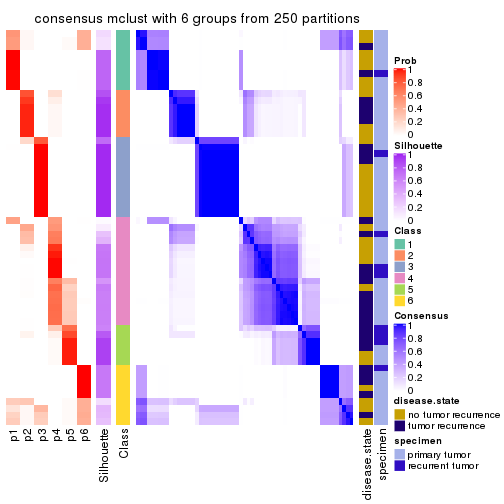 consensus mclust with 6 groups from 250 partitions
p1
p2
p3
p4
p5
p6
Silhouette
Class
disease.state
specimen
Prob
1
0.8
0.6
0.4
0.2
0
Silhouette
1
0.8
0.6
0.4
0.2
0
Class
1
2
3
4
5
6
Consensus
1
0.8
0.6
0.4
0.2
0
disease.state
no tumor recurrence
tumor recurrence
specimen
primary tumor
recurrent tumor